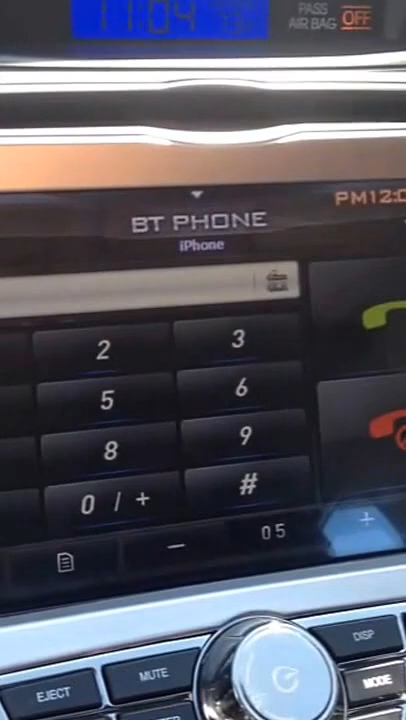 11:04
PASS
AIR BAG OFF
PM12:0
BT PHONE
iPhone
2 3
5 6
8 9
0 / + #
− 05 +
DISP
MUTE
MODE
EJECT